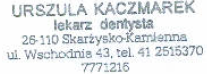 URSZULA KACZMAREK
lekarz dentysta
26-110 Skarżysko-Kamienna
ul. Wschodnia 43, tel. 41 2515370
7771216